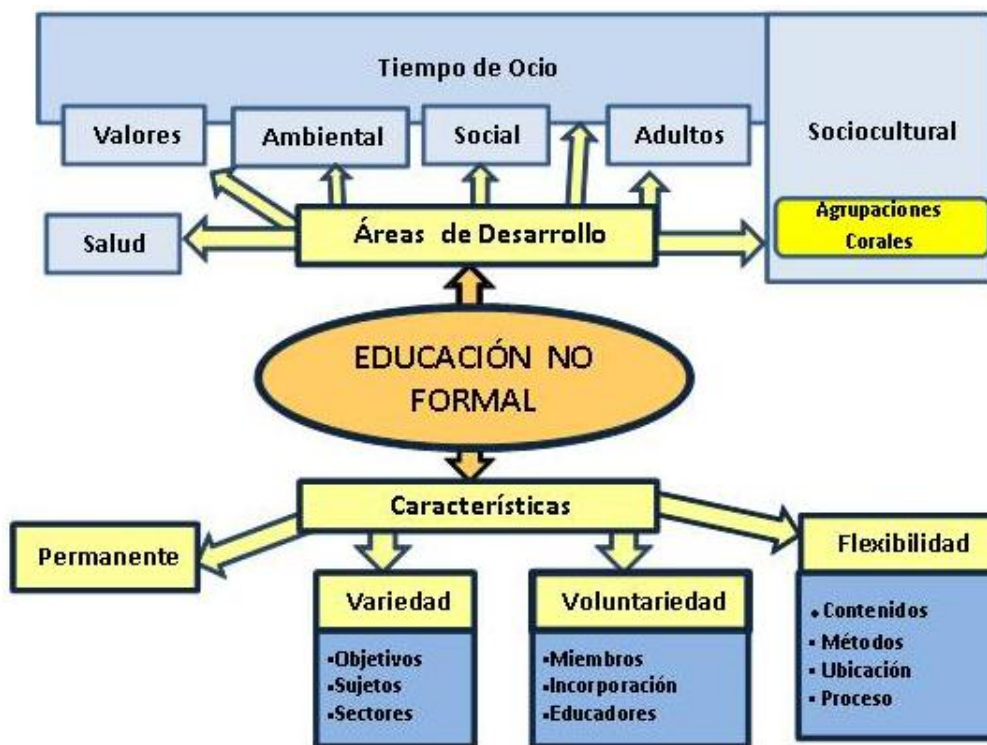 Tiempo de Ocio
Valores
Ambiental
Social
Adultos
Sociocultural
Salud
Áreas de Desarrollo
Agrupaciones
Corales
EDUCACIÓN NO
FORMAL
Características
Permanente
Variedad
▪Objetivos
▪Sujetos
▪Sectores
Voluntariedad
▪Miembros
▪Incorporación
▪Educadores
Flexibilidad
• Contenidos
▪ Métodos
▪ Ubicación
▪ Proceso